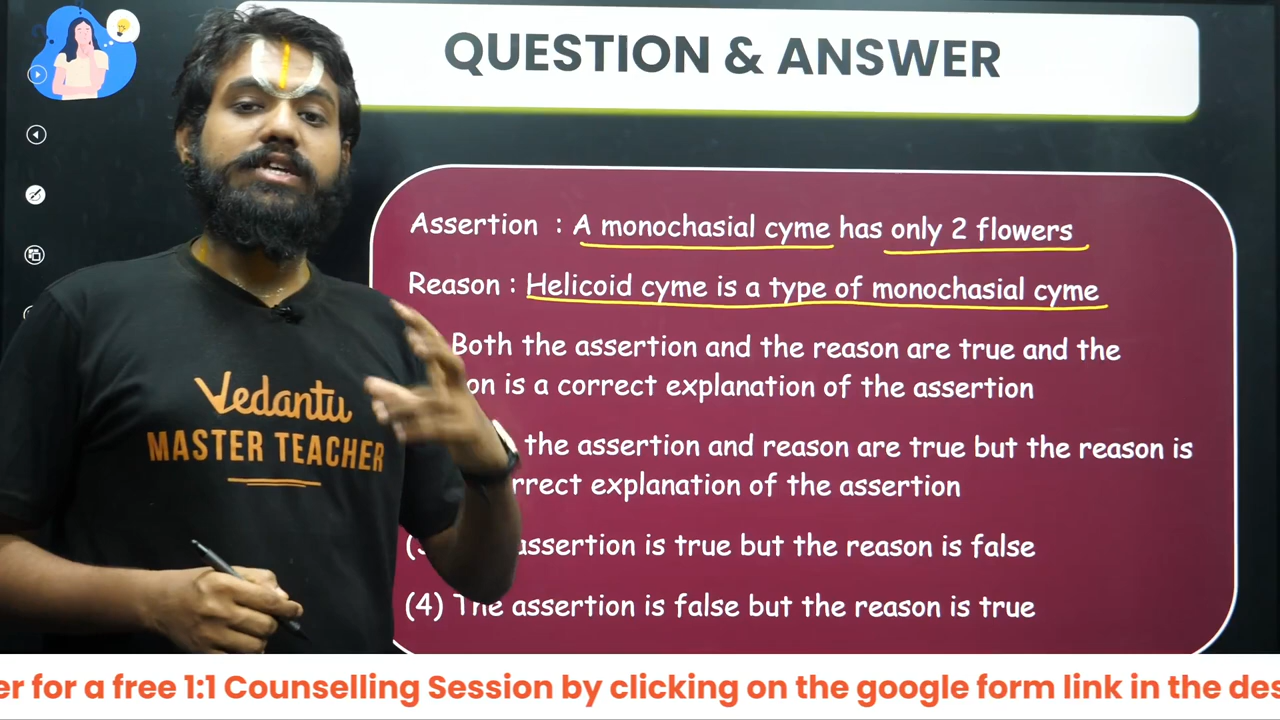 QUESTION & ANSWER
Assertion : A monochasial cyme has only 2 flowers
Reason : Helicoid cyme is a type of monochasial cyme
Both the assertion and the reason are true and the
on is a correct explanation of the assertion
the assertion and reason are true but the reason is
rrect explanation of the assertion
assertion is true but the reason is false
(4) The assertion is false but the reason is true
Vedantu
MASTER TEACHER
er for a free 1:1 Counselling Session by clicking on the google form link in the des